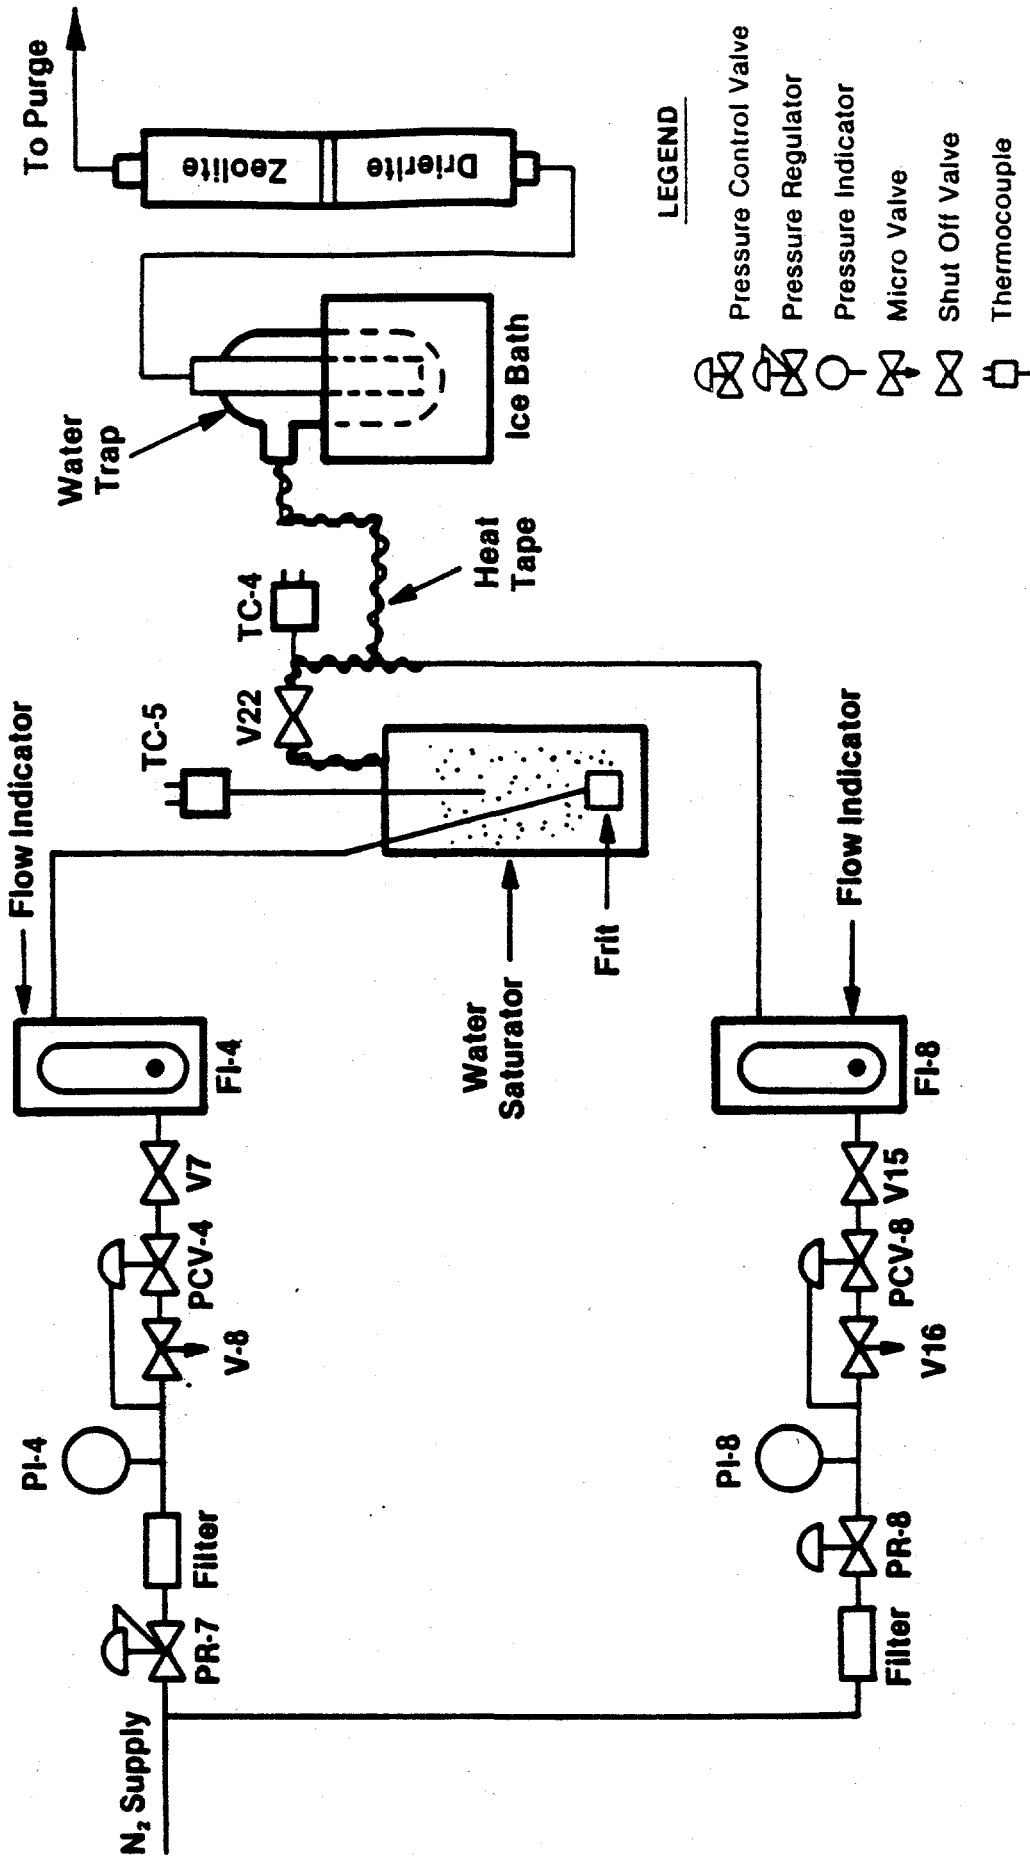 N₂ Supply
PR-7
Filter
PI-4
V-8
PCV-4
V7
FI-4
Flow Indicator
TC-5
V22
TC-4
Water
Trap
Heat
Tape
Ice Bath
Zeolite
Drierite
To Purge
Water
Saturator
Frit
Filter
PR-8
PI-8
V16
PCV-8
V15
FI-8
Flow Indicator
LEGEND
Pressure Control Valve
Pressure Regulator
Pressure Indicator
Micro Valve
Shut Off Valve
Thermocouple